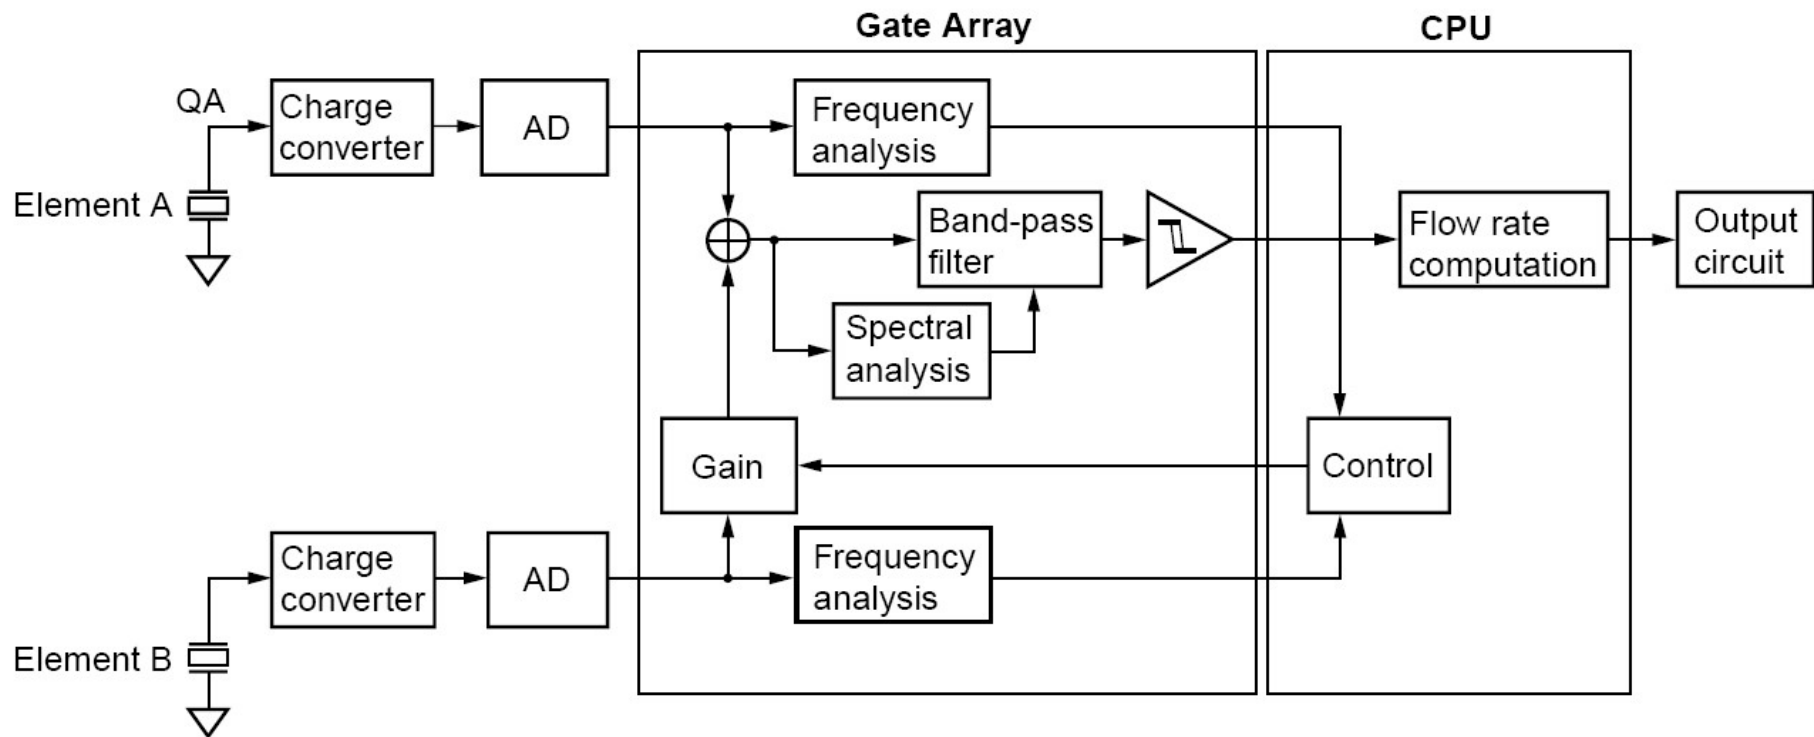 Gate Array
CPU
QA
Charge
converter
AD
Frequency
analysis
Element A
Band-pass
filter
Flow rate
computation
Output
circuit
Spectral
analysis
Gain
Control
Charge
converter
AD
Frequency
analysis
Element B